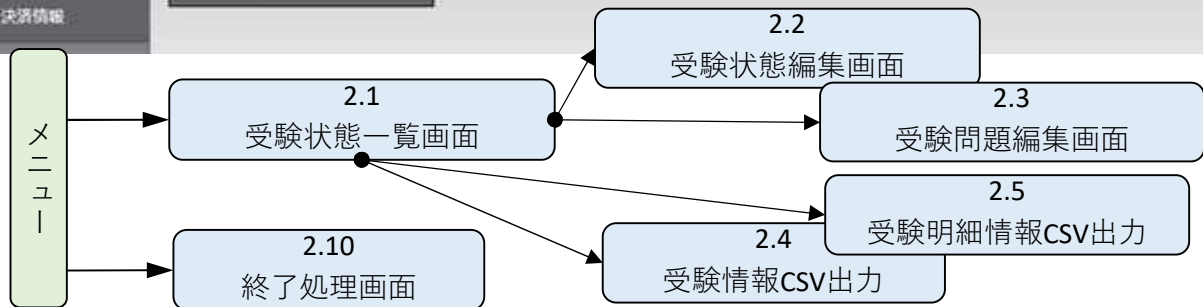 決済情報
メニュー
2.1
受験状態一覧画面
2.2
受験状態編集画面
2.3
受験問題編集画面
2.4
受験情報CSV出力
2.5
受験明細情報CSV出力
2.10
終了処理画面